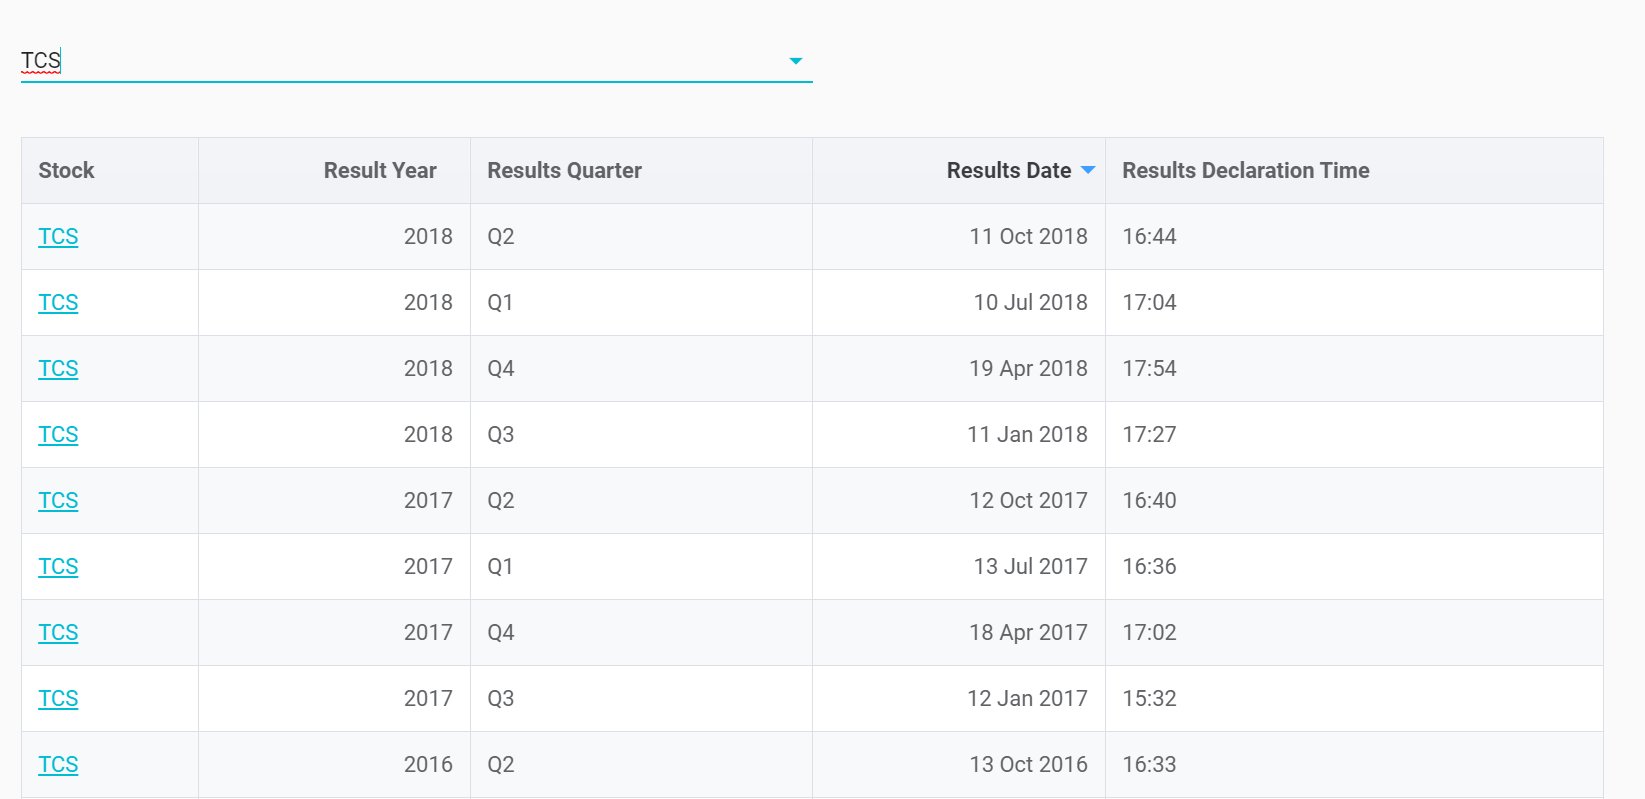 TCS
Stock Result Year Results Quarter Results Date Results Declaration Time
TCS 2018 Q2 11 Oct 2018 16:44
TCS 2018 Q1 10 Jul 2018 17:04
TCS 2018 Q4 19 Apr 2018 17:54
TCS 2018 Q3 11 Jan 2018 17:27
TCS 2017 Q2 12 Oct 2017 16:40
TCS 2017 Q1 13 Jul 2017 16:36
TCS 2017 Q4 18 Apr 2017 17:02
TCS 2017 Q3 12 Jan 2017 15:32
TCS 2016 Q2 13 Oct 2016 16:33